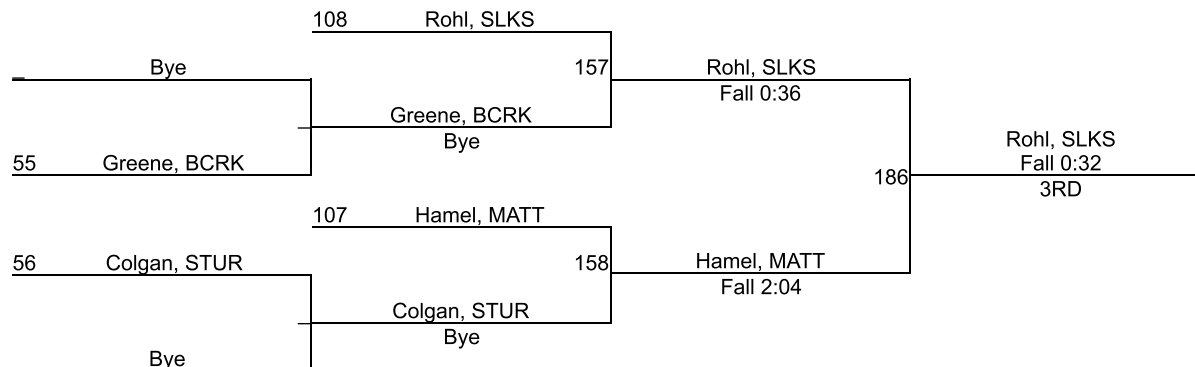 108 Rohl, SLKS
_ Bye
157
Rohl, SLKS
Fall 0:36
_ Greene, BCRK
Bye
55 Greene, BCRK
186
Rohl, SLKS
Fall 0:32
3RD
107 Hamel, MATT
56 Colgan, STUR
158
Hamel, MATT
Fall 2:04
_ Colgan, STUR
Bye
Bye